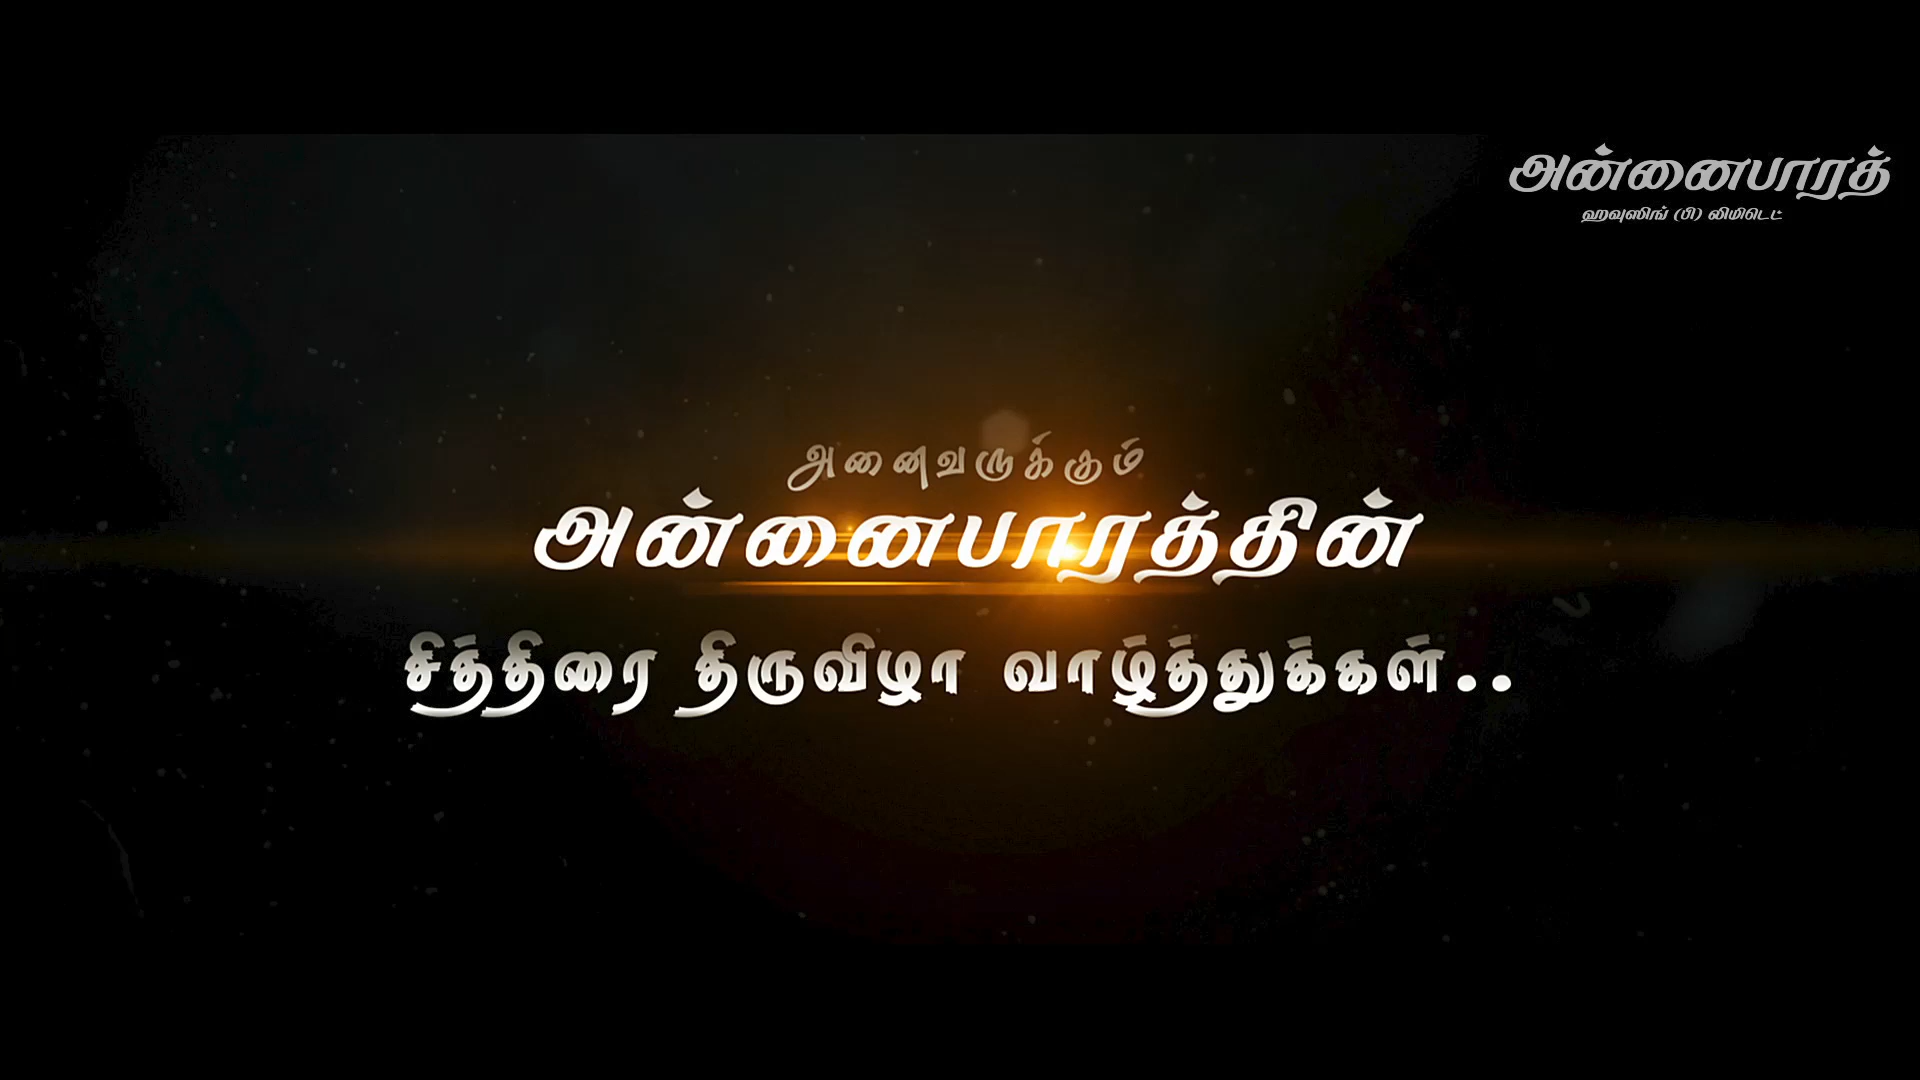 அன்னைபாரத்
ஹவுஸிங் (பி) லிமிடெட்
அனைவருக்கும்
அன்னைபாரத்தின்
சித்திரை திருவிழா வாழ்த்துக்கள்..